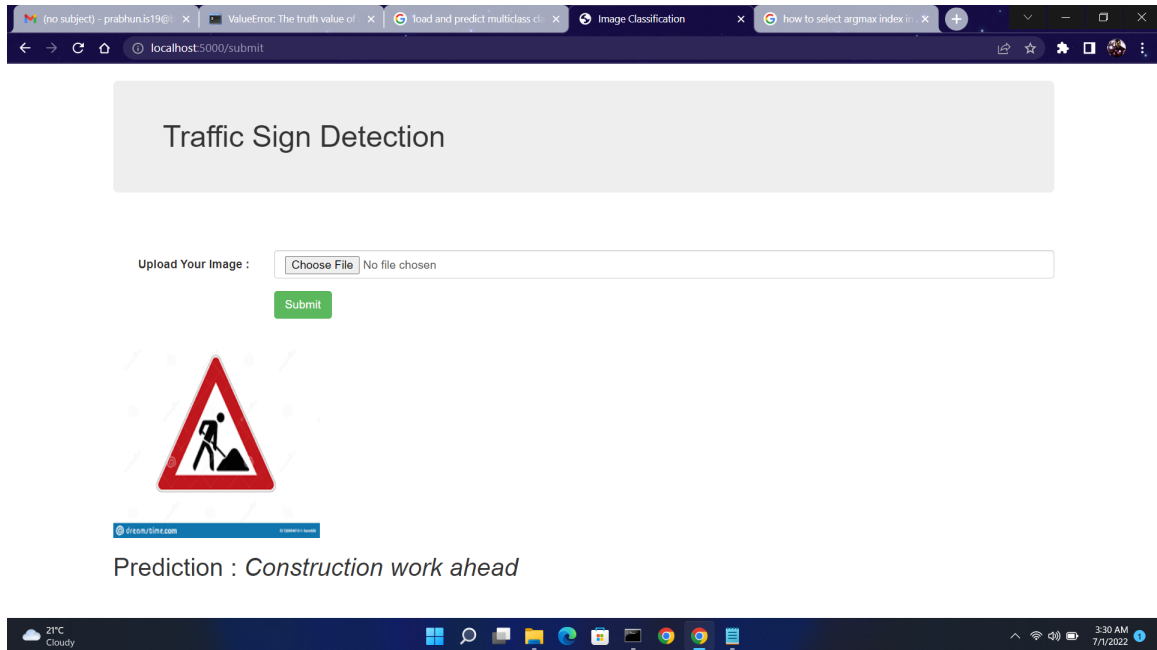 (no subject) - prabhun.is19@
ValueError: The truth value of
load and predict multiclass cl
Image Classification
how to select argmax index in
localhost:5000/submit
Traffic Sign Detection
Upload Your Image :
Choose File No file chosen
Submit
dreamstime.com
Prediction : Construction work ahead
21°C
Cloudy
3:30 AM
7/1/2022
1